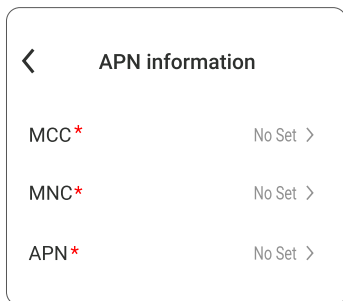 APN information
MCC* No Set
MNC* No Set
APN* No Set